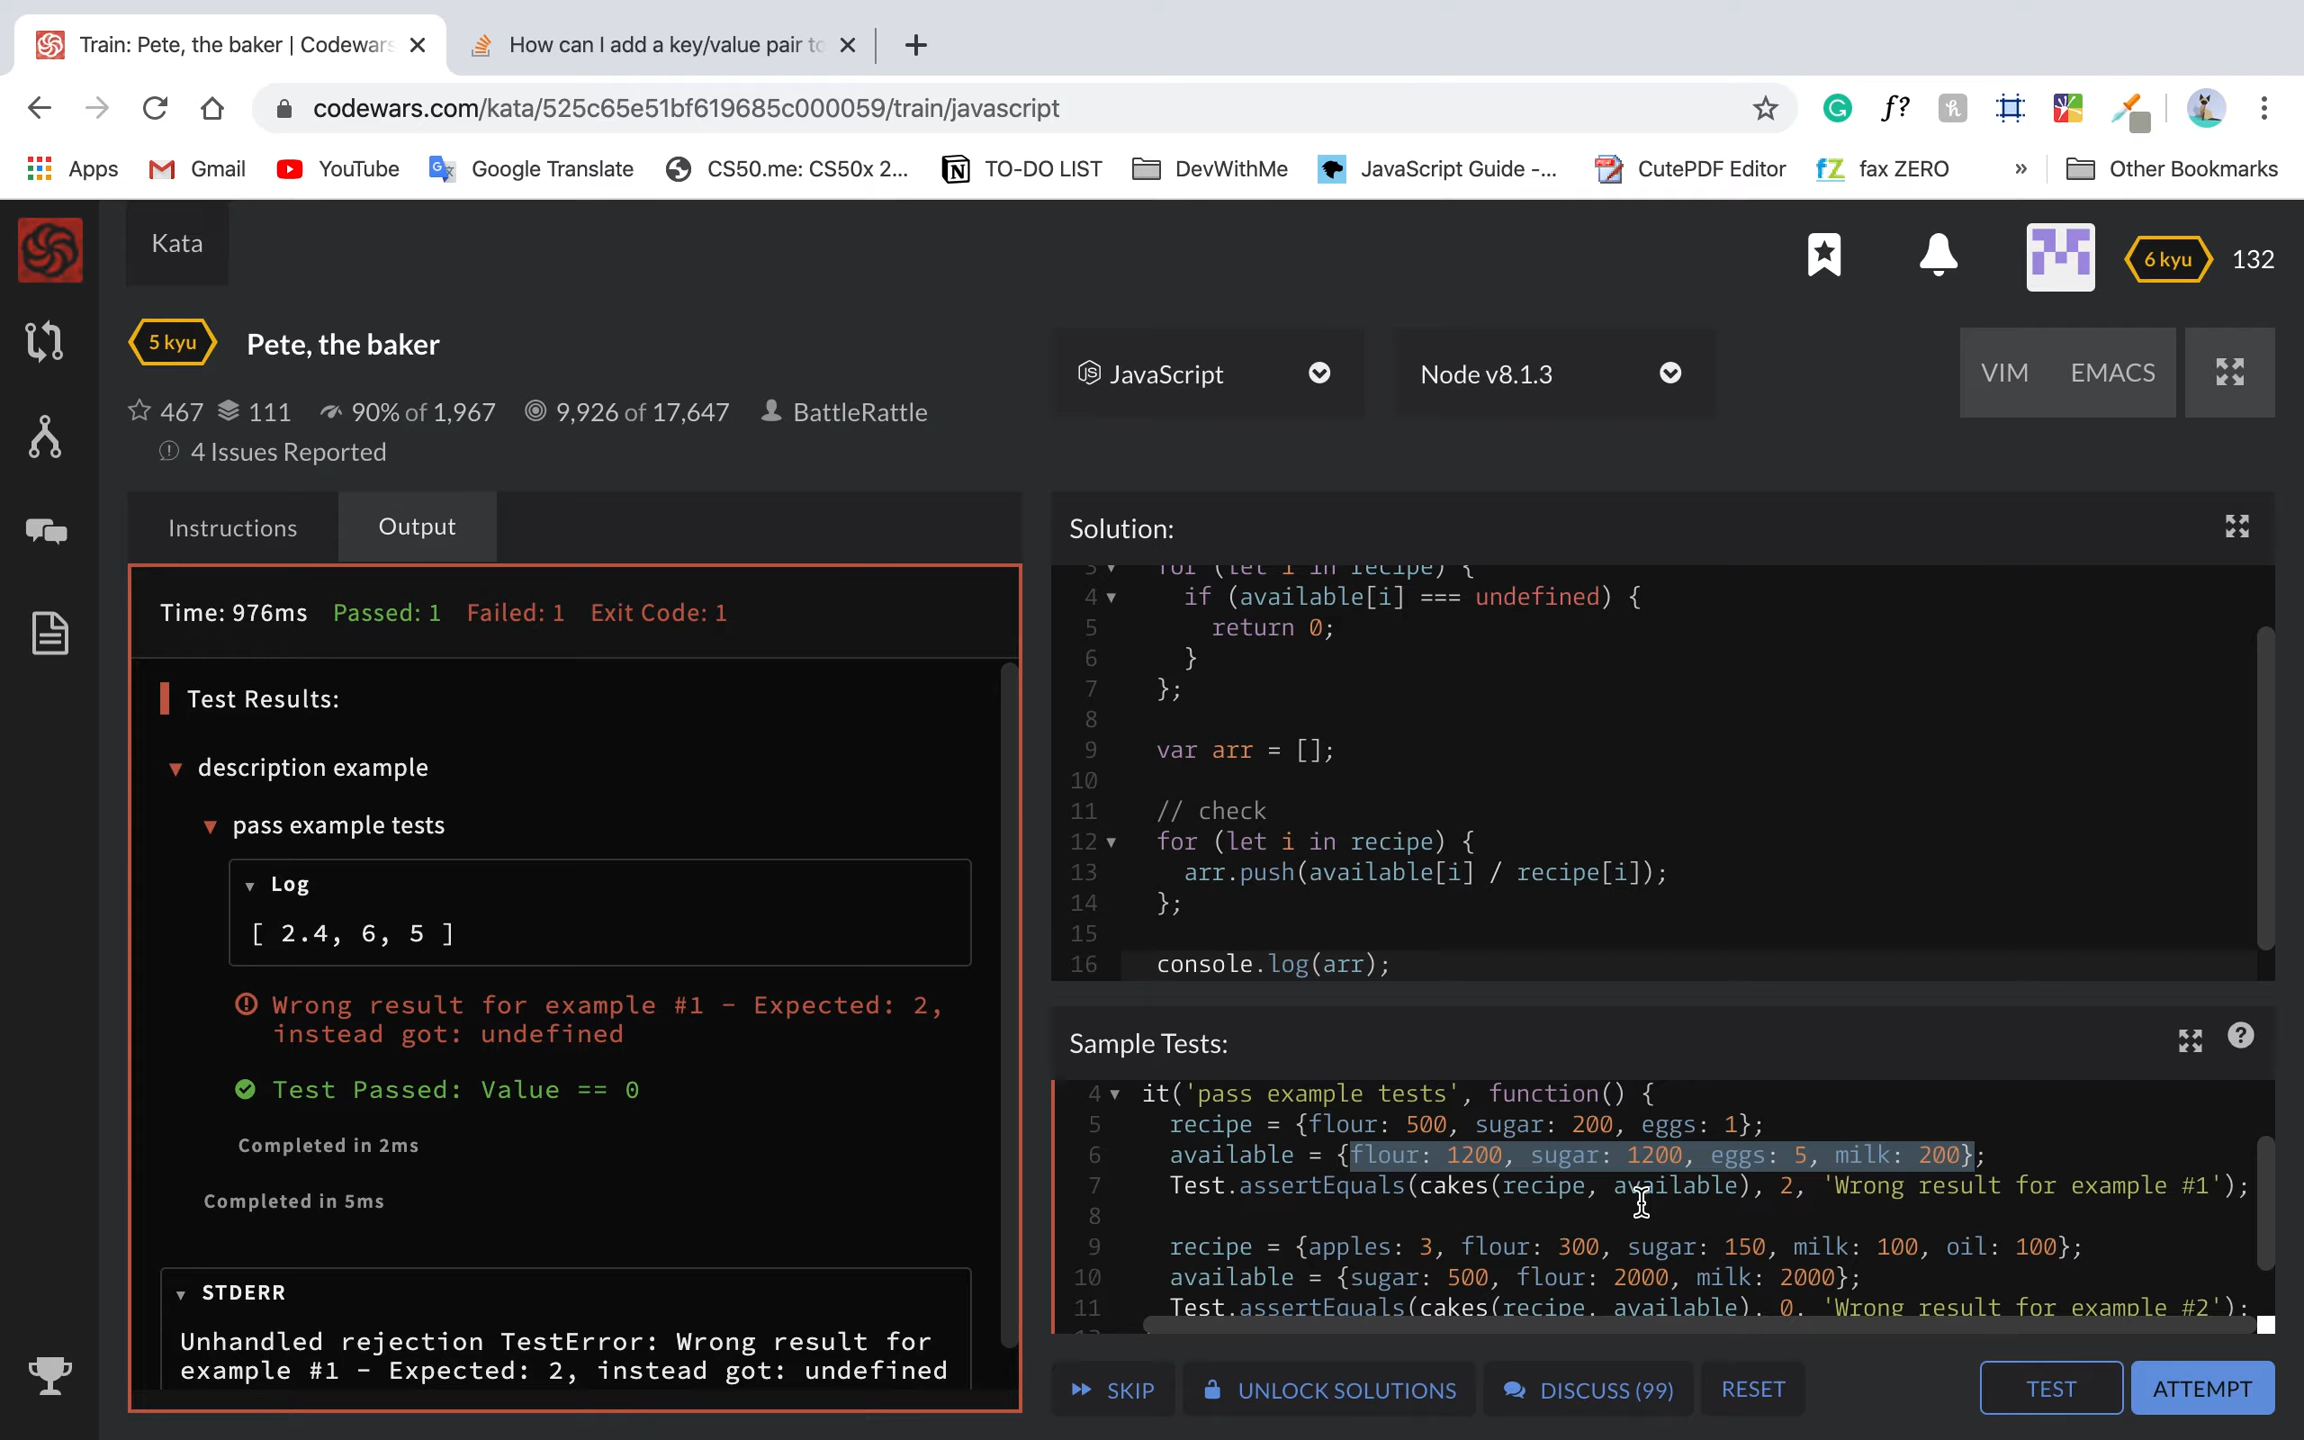 Train: Pete, the baker | Codewars
How can I add a key/value pair to
codewars.com/kata/525c65e51bf619685c000059/train/javascript
f?
Apps
Gmail
YouTube
Google Translate
CS50.me: CS50x 2...
TO-DO LIST
DevWithMe
JavaScript Guide -...
CutePDF Editor
fax ZERO
»
Other Bookmarks
Kata
6 kyu
132
5 kyu
Pete, the baker
467
111
90% of 1,967
9,926 of 17,647
BattleRattle
4 Issues Reported
JavaScript
Node v8.1.3
VIM
EMACS
Instructions
Output
Time: 976ms Passed: 1 Failed: 1 Exit Code: 1
Test Results:
description example
pass example tests
Log
[ 2.4, 6, 5 ]
Wrong result for example #1 - Expected: 2,
instead got: undefined
Test Passed: Value == 0
Completed in 2ms
Completed in 5ms
STDERR
Unhandled rejection TestError: Wrong result for
example #1 - Expected: 2, instead got: undefined
Solution:
3 for (let i in recipe) {
4 if (available[i] === undefined) {
5 return 0;
6 }
7 };
8
9 var arr = [];
10
11 // check
12 for (let i in recipe) {
13 arr.push(available[i] / recipe[i]);
14 };
15
16 console.log(arr);
Sample Tests:
4 it('pass example tests', function() {
5 recipe = {flour: 500, sugar: 200, eggs: 1};
6 available = {flour: 1200, sugar: 1200, eggs: 5, milk: 200};
7 Test.assertEquals(cakes(recipe, available), 2, 'Wrong result for example #1');
8
9 recipe = {apples: 3, flour: 300, sugar: 150, milk: 100, oil: 100};
10 available = {sugar: 500, flour: 2000, milk: 2000};
11 Test.assertEquals(cakes(recipe, available), 0, 'Wrong result for example #2');
SKIP
UNLOCK SOLUTIONS
DISCUSS (99)
RESET
TEST
ATTEMPT